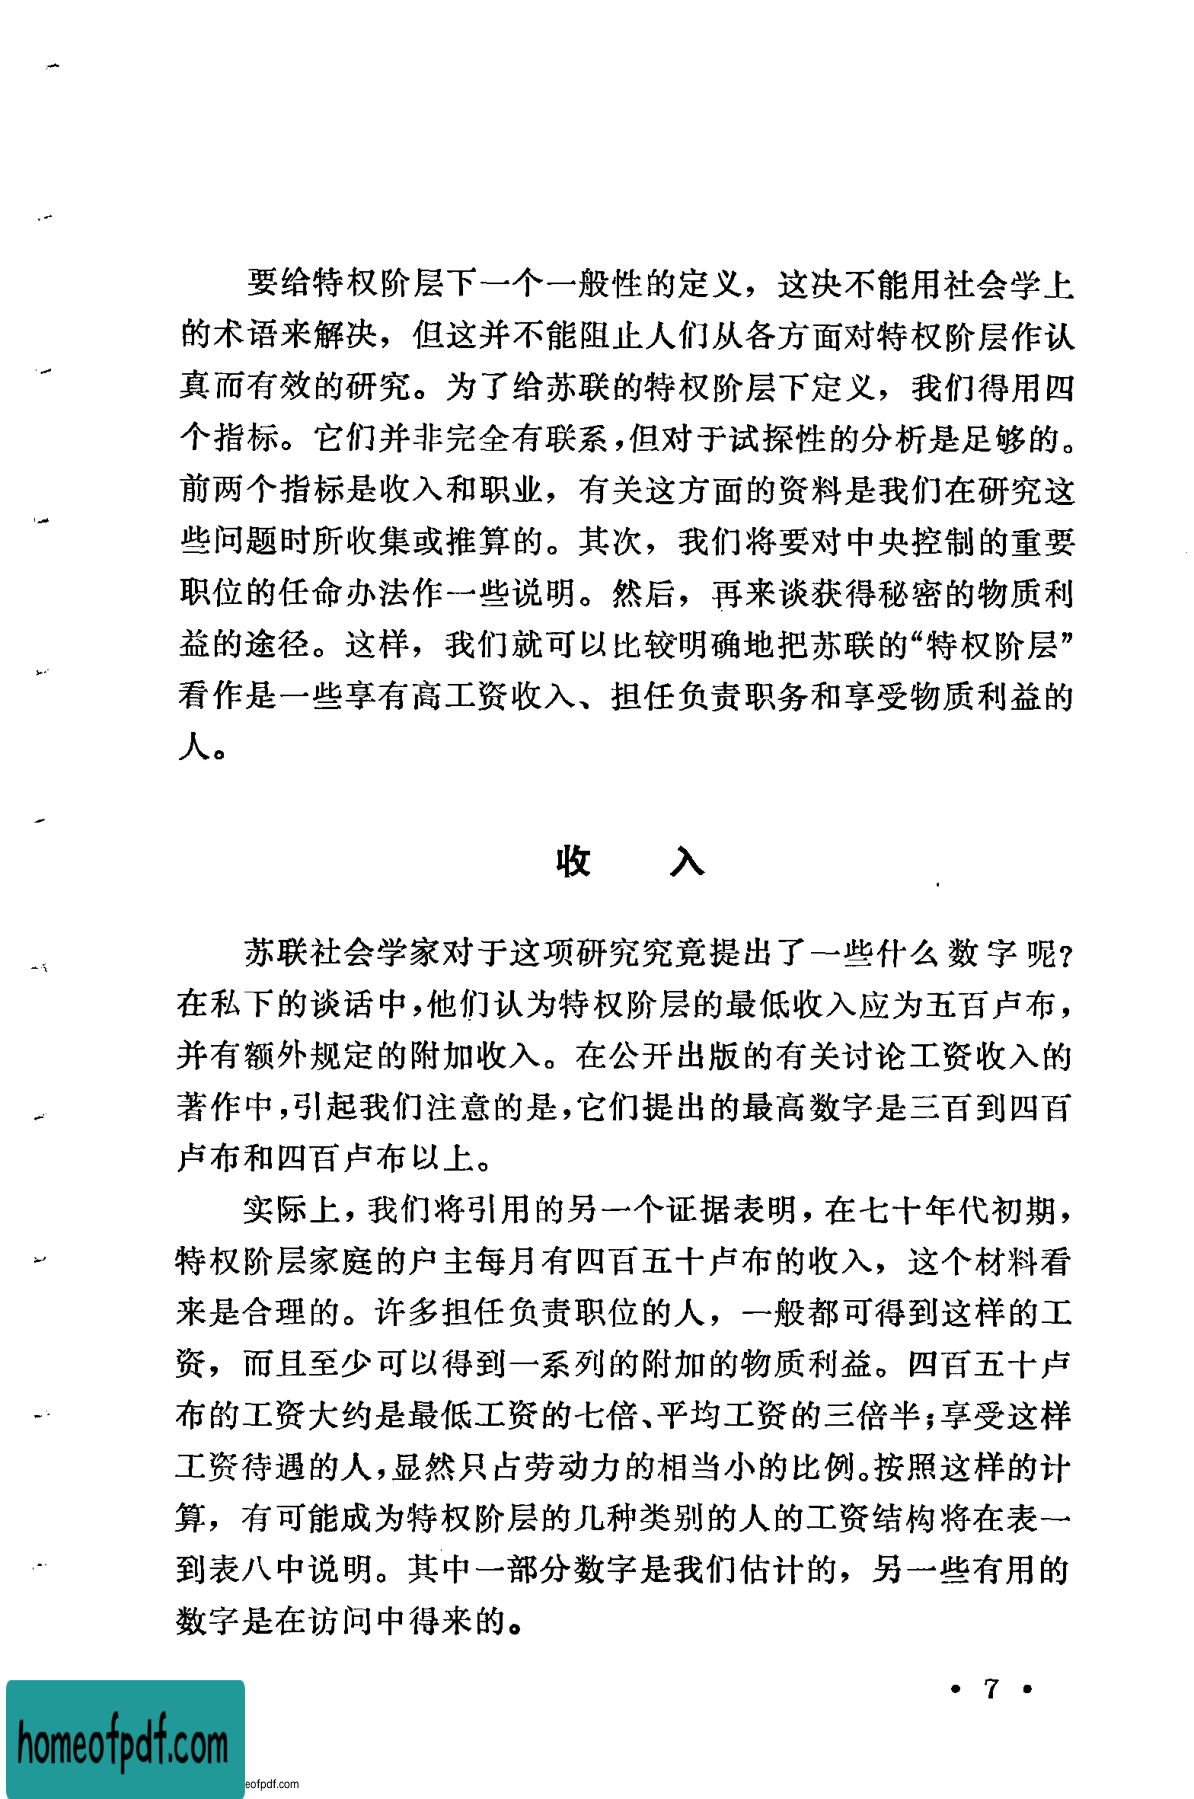 要给特权阶层下一个一般性的定义，这决不能用社会学上
的术语来解决，但这并不能阻止人们从各方面对特权阶层作认
真而有效的研究。为了给苏联的特权阶层下定义，我们得用四
个指标。它们并非完全有联系，但对于试探性的分析是足够的。
前两个指标是收入和职业，有关这方面的资料是我们在研究这
些问题时所收集或推算的。其次，我们将要对中央控制的重要
职位的任命办法作一些说明。然后，再来谈获得秘密的物质利
益的途径。这样，我们就可以比较明确地把苏联的“特权阶层”
看作是一些享有高工资收入、担任负责职务和享受物质利益的
人。
收 入
苏联社会学家对于这项研究究竟提出了一些什么数字呢？
在私下的谈话中，他们认为特权阶层的最低收入应为五百卢布，
并有额外规定的附加收入。在公开出版的有关讨论工资收入的
著作中，引起我们注意的是，它们提出的最高数字是三百到四百
卢布和四百卢布以上。
实际上，我们将引用的另一个证据表明，在七十年代初期，
特权阶层家庭的户主每月有四百五十卢布的收入，这个材料看
来是合理的。许多担任负责职位的人，一般都可得到这样的工
资，而且至少可以得到一系列的附加的物质利益。四百五十卢
布的工资大约是最低工资的七倍、平均工资的三倍半；享受这样
工资待遇的人，显然只占劳动力的相当小的比例。按照这样的计
算，有可能成为特权阶层的几种类别的人的工资结构将在表一
到表八中说明。其中一部分数字是我们估计的，另一些有用的
数字是在访问中得来的。
• 7 •
homeofpdf.com
eofpdf.com